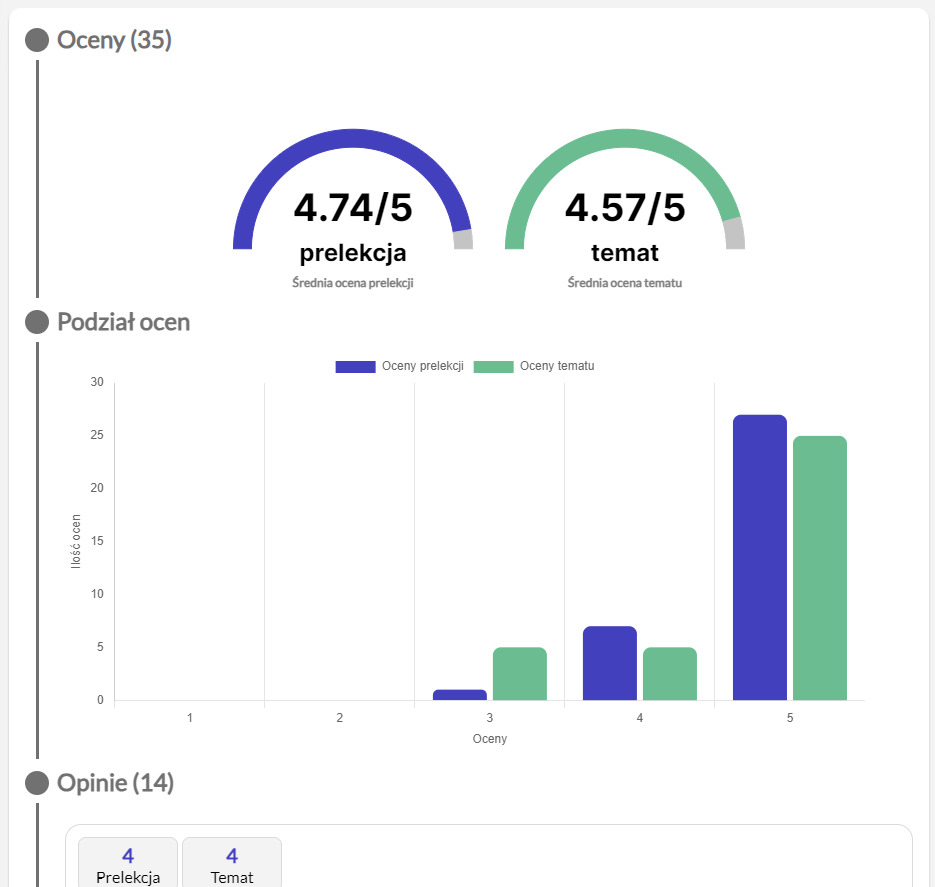 Oceny (35)
4.74/5
prelekcja
Średnia ocena prelekcji
4.57/5
temat
Średnia ocena tematu
Podział ocen
Oceny prelekcji Oceny tematu
30
25
20
15
10
5
0
Ilość ocen
1 2 3 4 5
Oceny
Opinie (14)
4 4
Prelekcja Temat